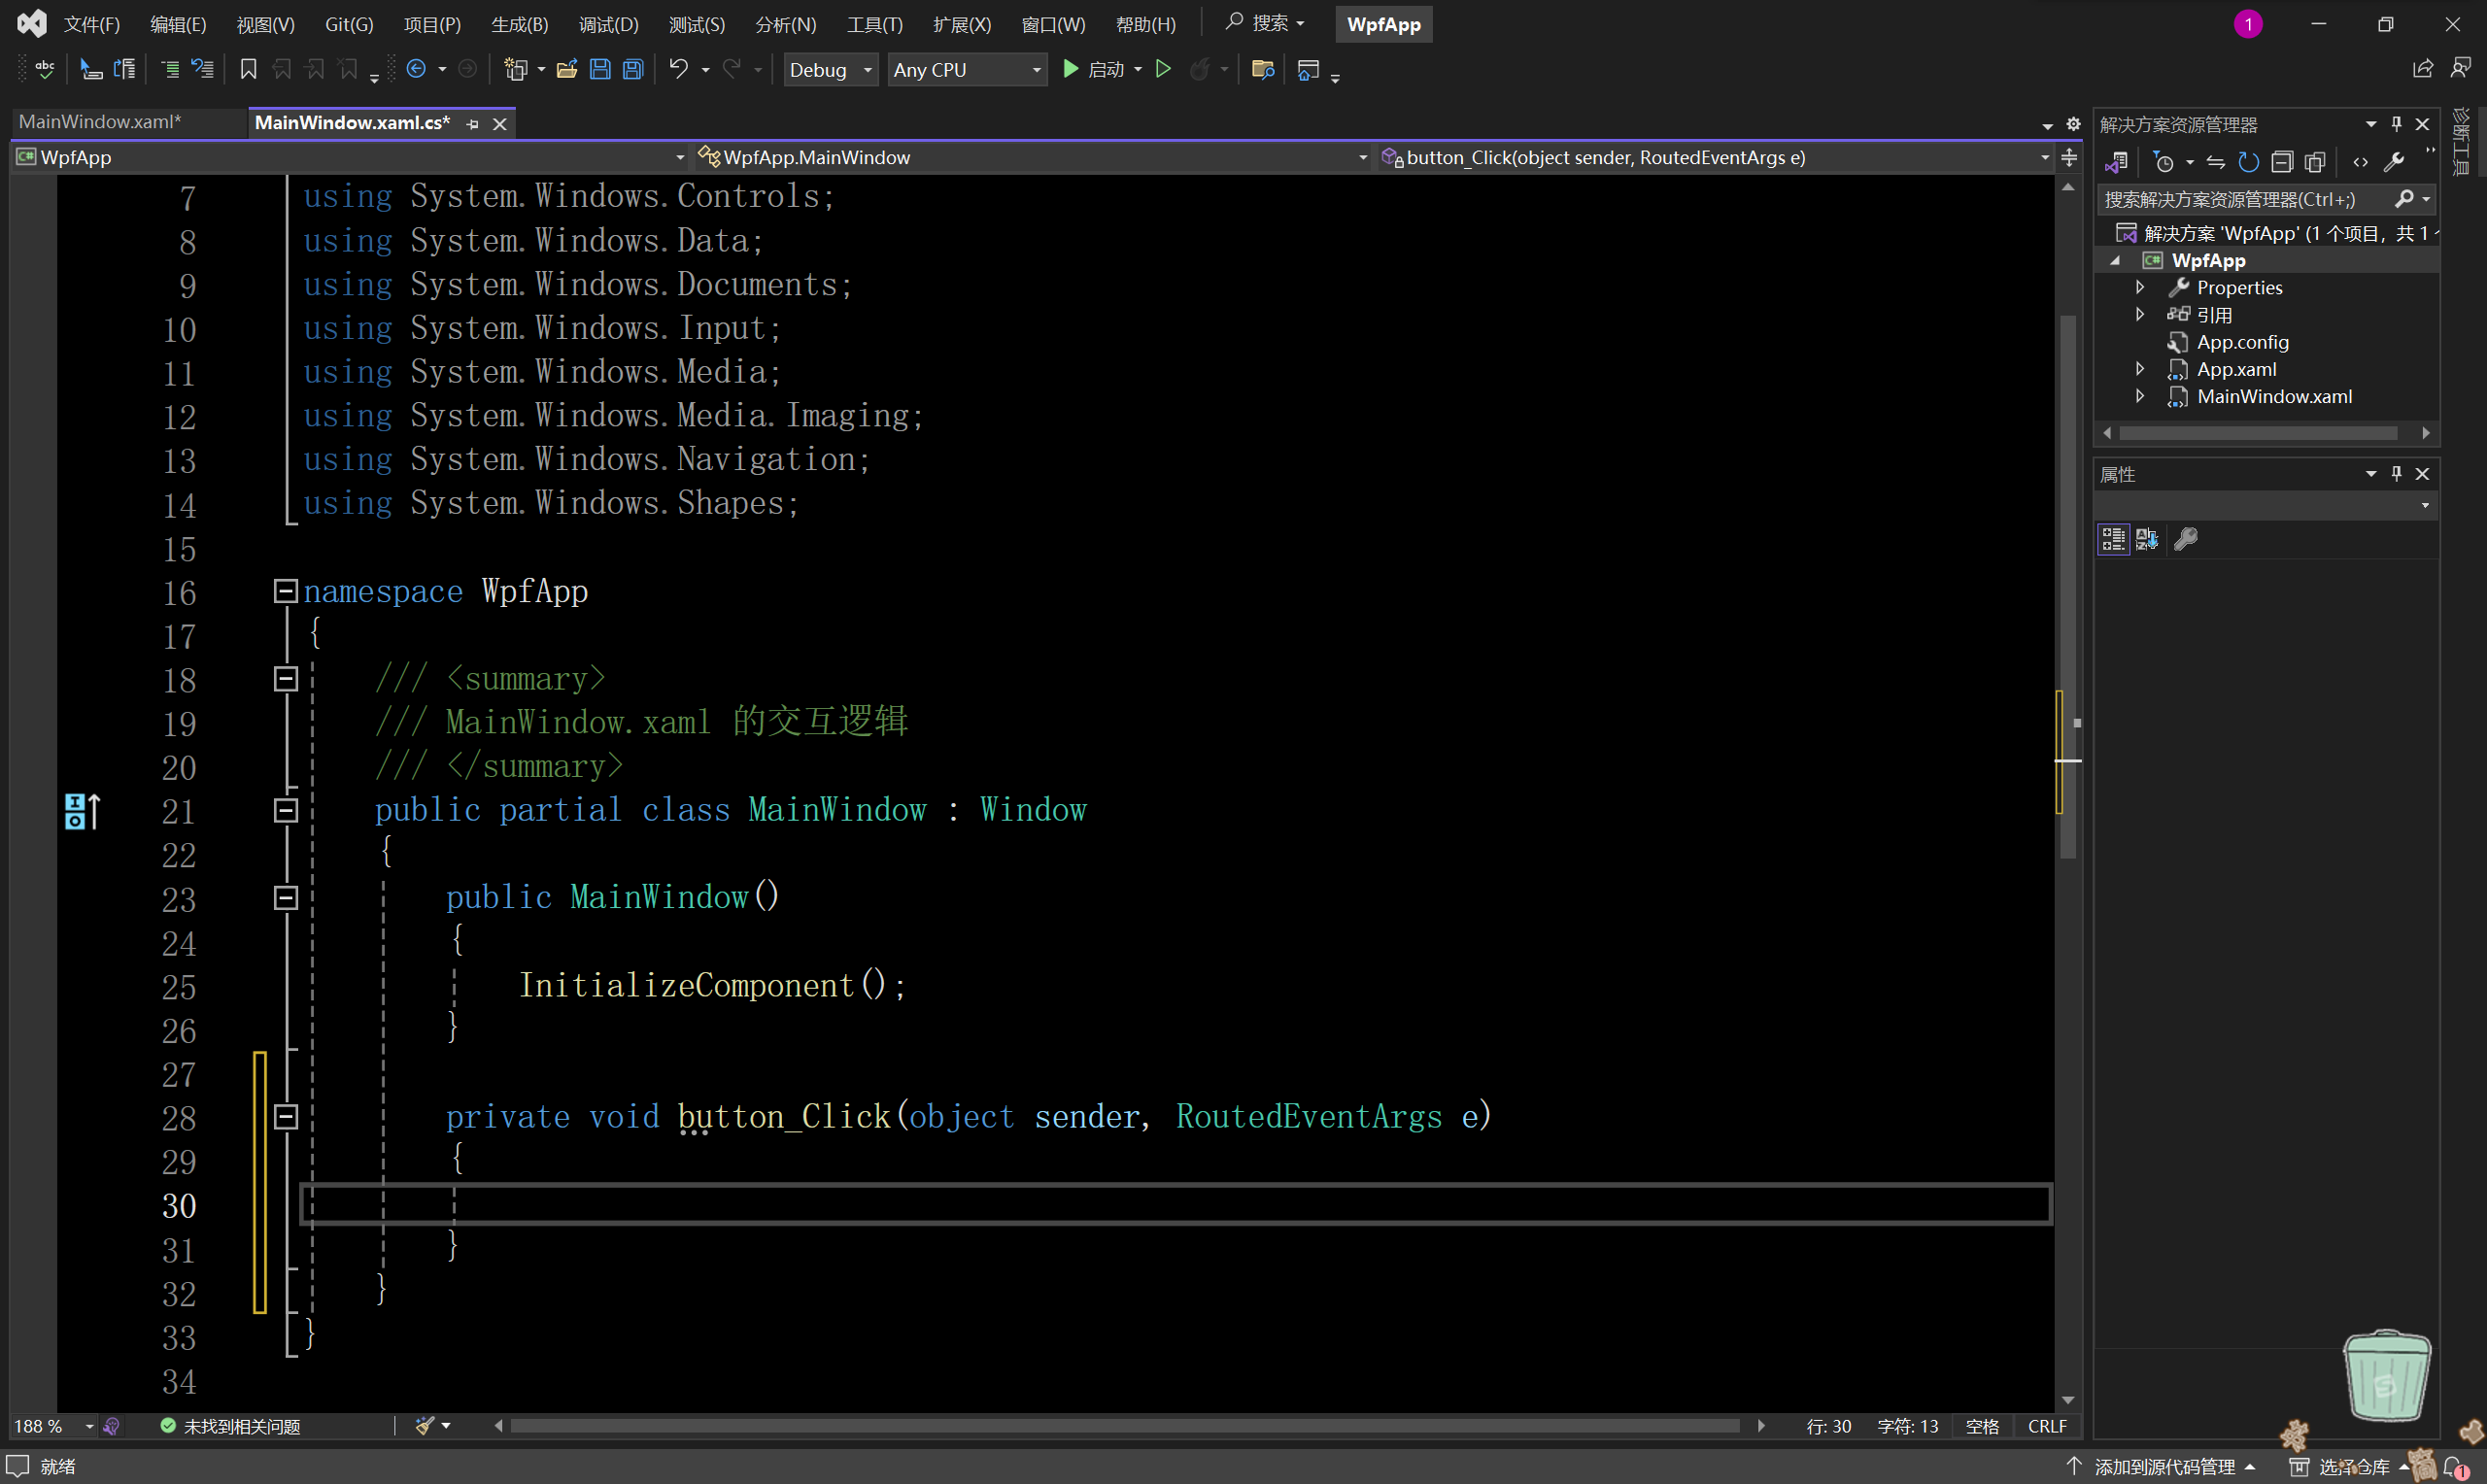 文件(F) 编辑(E) 视图(V) Git(G) 项目(P) 生成(B) 调试(D) 测试(S) 分析(N) 工具(T) 扩展(X) 窗口(W) 帮助(H) 搜索 WpfApp 1
abc Debug Any CPU 启动
MainWindow.xaml* MainWindow.xaml.cs*
C# WpfApp WpfApp.MainWindow button_Click(object sender, RoutedEventArgs e)
7 using System.Windows.Controls;
8 using System.Windows.Data;
9 using System.Windows.Documents;
10 using System.Windows.Input;
11 using System.Windows.Media;
12 using System.Windows.Media.Imaging;
13 using System.Windows.Navigation;
14 using System.Windows.Shapes;
15
16 namespace WpfApp
17 {
18 /// <summary>
19 /// MainWindow.xaml 的交互逻辑
20 /// </summary>
21 public partial class MainWindow : Window
22 {
23 public MainWindow()
24 {
25 InitializeComponent();
26 }
27
28 private void button_Click(object sender, RoutedEventArgs e)
29 {
30
31 }
32 }
33 }
34
188 % 未找到相关问题 行: 30 字符: 13 空格 CRLF
解决方案资源管理器
搜索解决方案资源管理器(Ctrl+;)
解决方案 'WpfApp' (1 个项目，共 1
C# WpfApp
Properties
引用
App.config
App.xaml
MainWindow.xaml
属性
诊断工具
就绪 添加到源代码管理 选择仓库 1